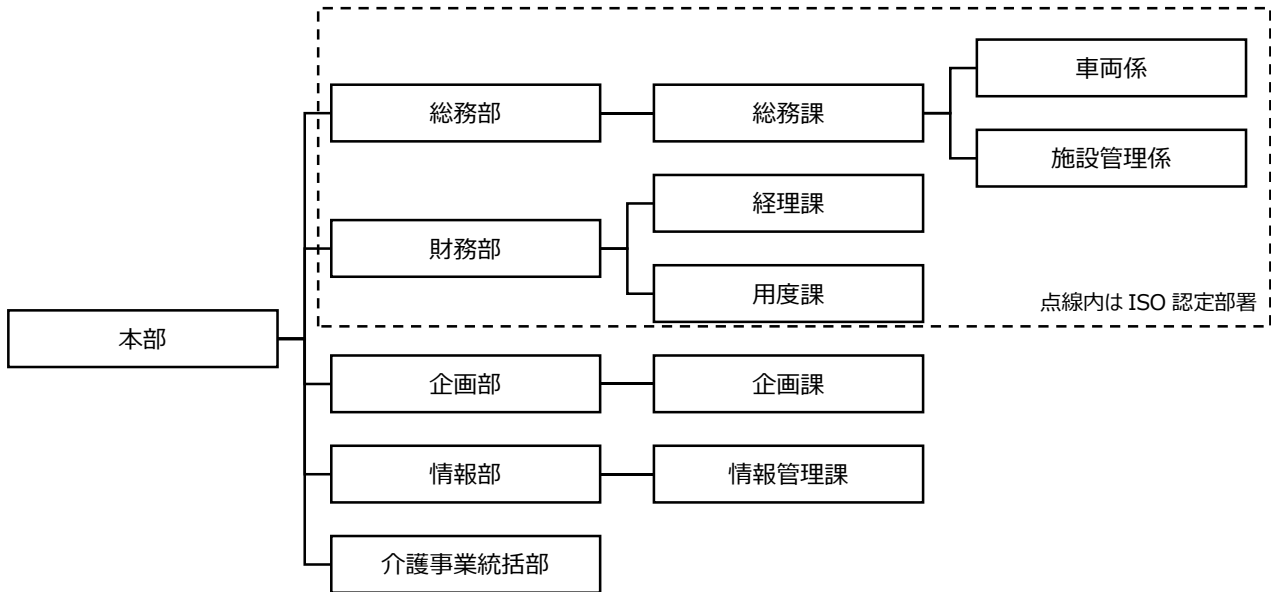 車両係
総務部
総務課
施設管理係
経理課
財務部
用度課
点線内は ISO 認定部署
本部
企画部
企画課
情報部
情報管理課
介護事業統括部